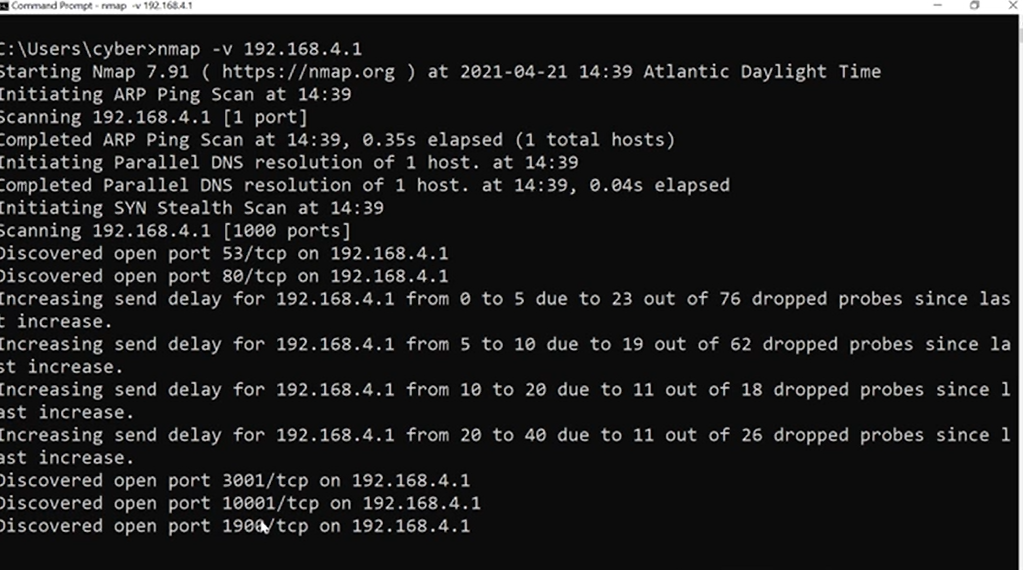 Command Prompt - nmap -v 192.168.4.1
C:\Users\cyber>nmap -v 192.168.4.1
Starting Nmap 7.91 ( https://nmap.org ) at 2021-04-21 14:39 Atlantic Daylight Time
Initiating ARP Ping Scan at 14:39
Scanning 192.168.4.1 [1 port]
Completed ARP Ping Scan at 14:39, 0.35s elapsed (1 total hosts)
Initiating Parallel DNS resolution of 1 host. at 14:39
Completed Parallel DNS resolution of 1 host. at 14:39, 0.04s elapsed
Initiating SYN Stealth Scan at 14:39
Scanning 192.168.4.1 [1000 ports]
Discovered open port 53/tcp on 192.168.4.1
Discovered open port 80/tcp on 192.168.4.1
Increasing send delay for 192.168.4.1 from 0 to 5 due to 23 out of 76 dropped probes since las
t increase.
Increasing send delay for 192.168.4.1 from 5 to 10 due to 19 out of 62 dropped probes since la
st increase.
Increasing send delay for 192.168.4.1 from 10 to 20 due to 11 out of 18 dropped probes since l
ast increase.
Increasing send delay for 192.168.4.1 from 20 to 40 due to 11 out of 26 dropped probes since l
ast increase.
Discovered open port 3001/tcp on 192.168.4.1
Discovered open port 10001/tcp on 192.168.4.1
Discovered open port 1900/tcp on 192.168.4.1